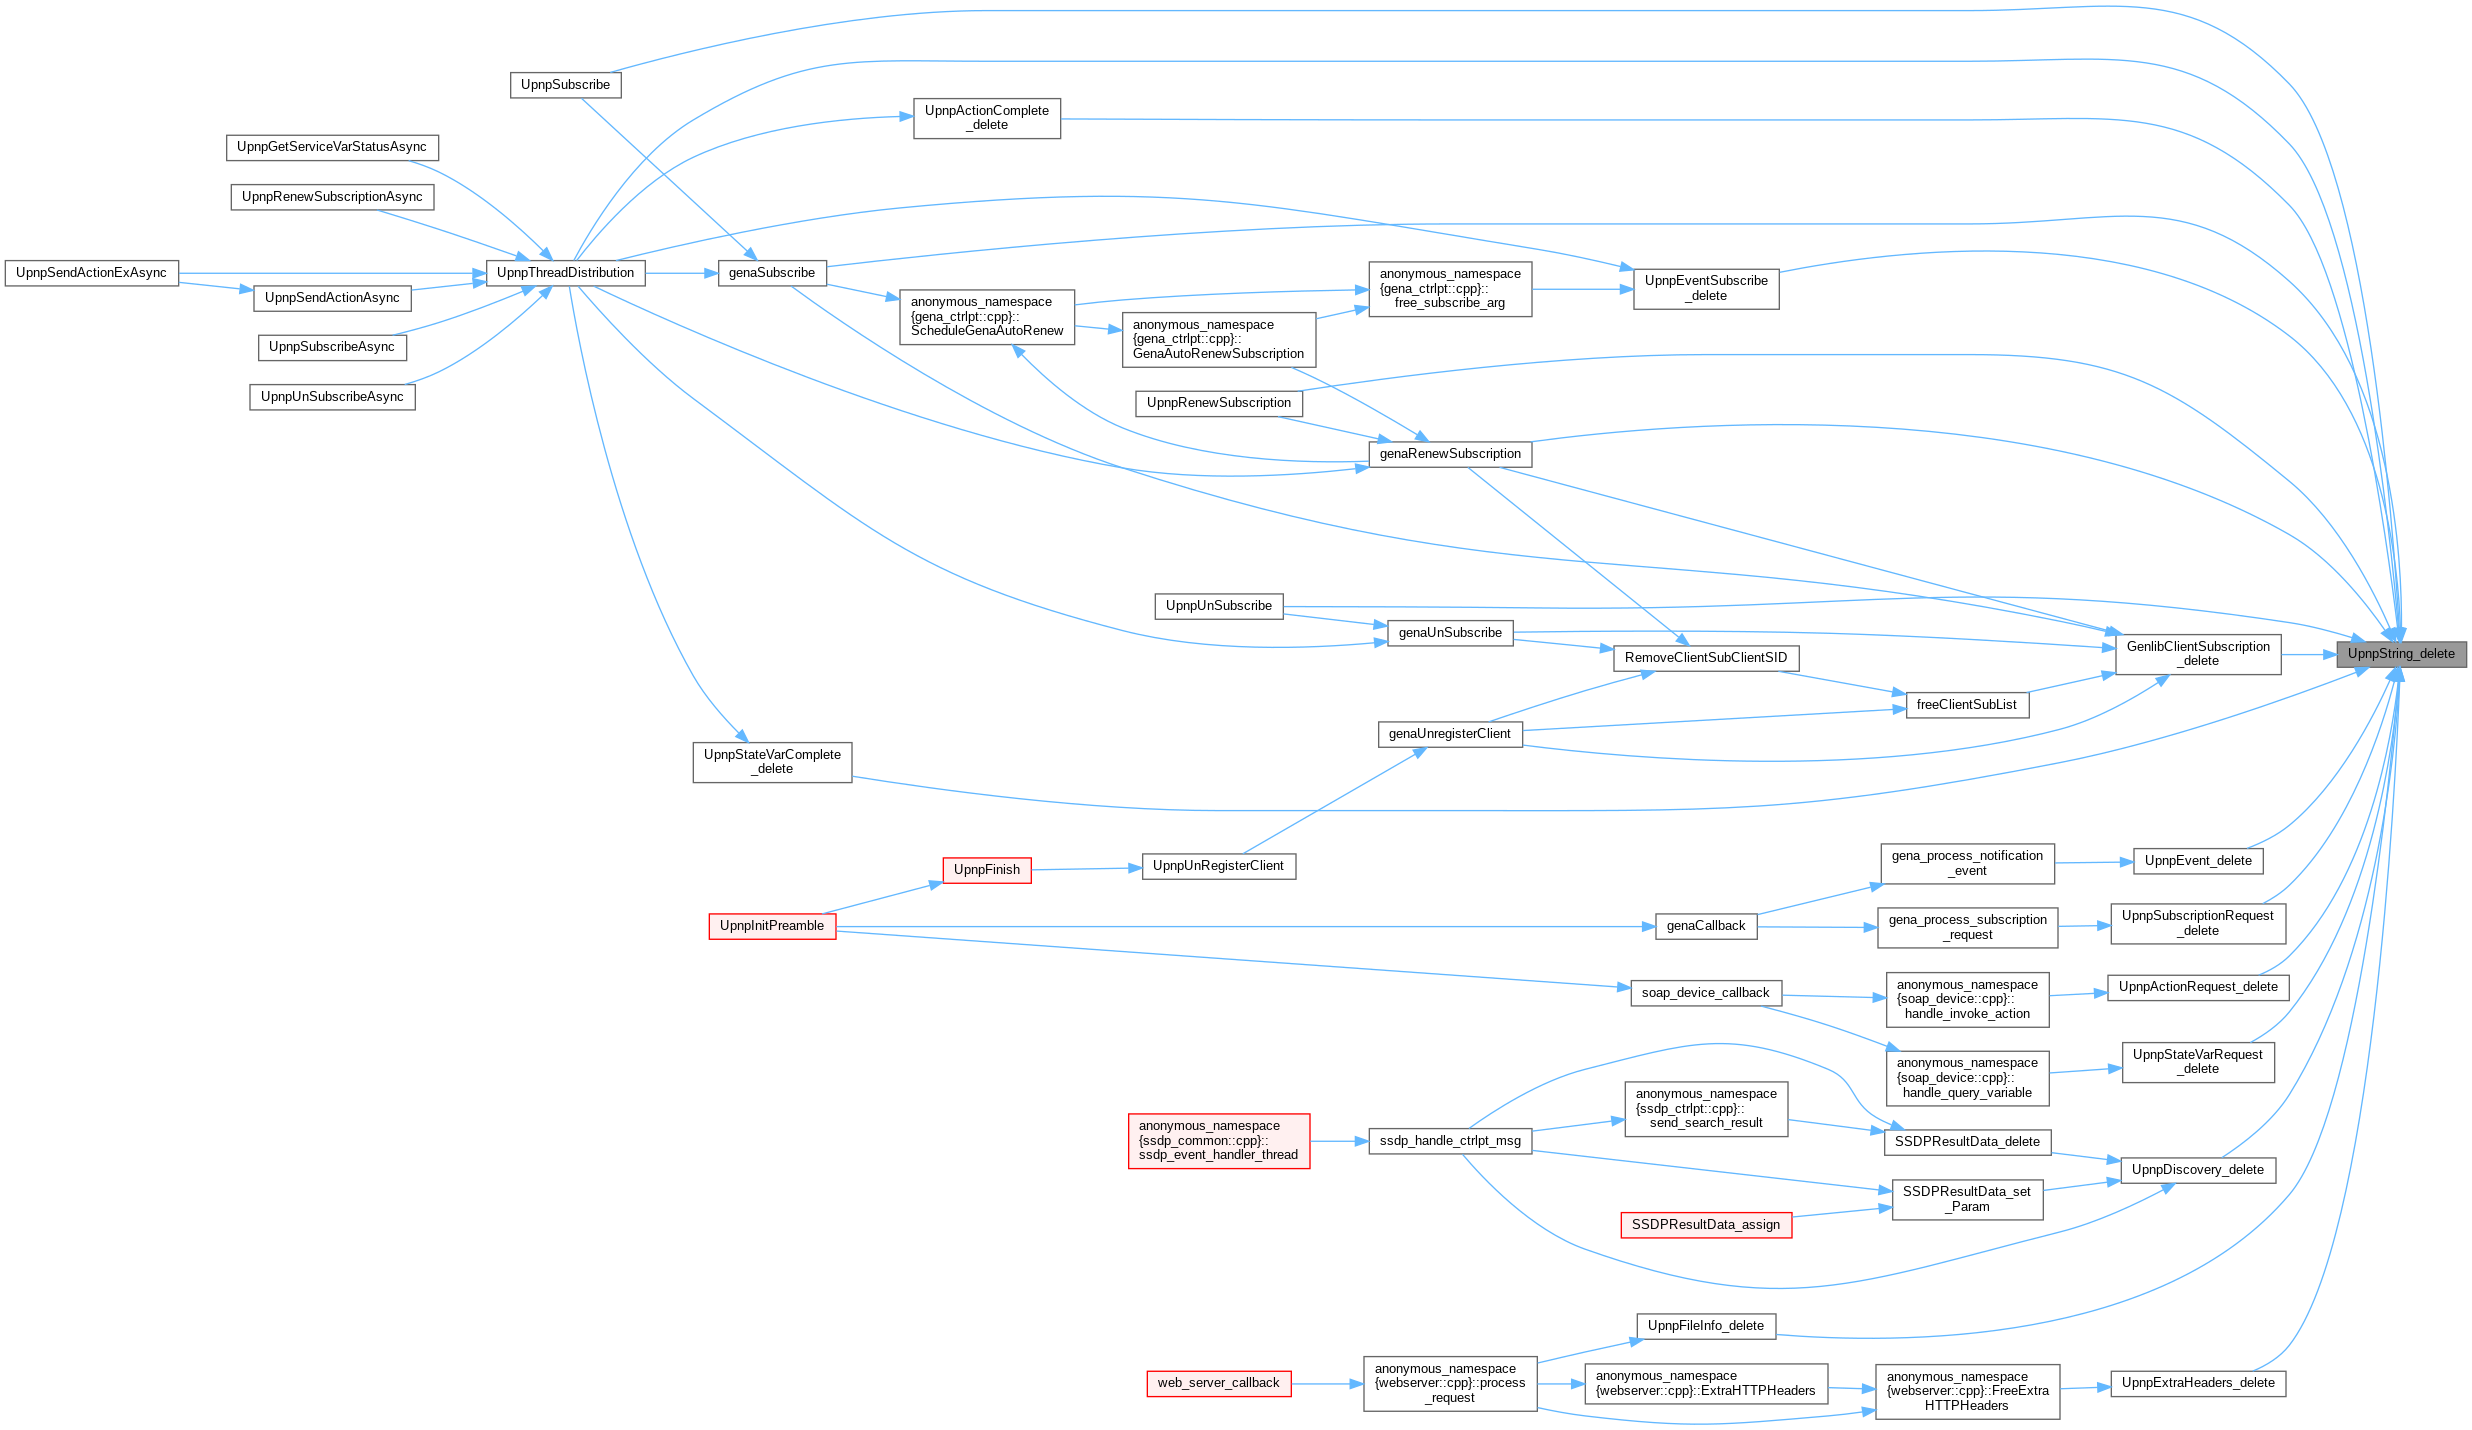 UpnpSubscribe
UpnpActionComplete
_delete
UpnpGetServiceVarStatusAsync
UpnpRenewSubscriptionAsync
UpnpSendActionExAsync
UpnpThreadDistribution
genaSubscribe
anonymous_namespace
{gena_ctrlpt::cpp}::
free_subscribe_arg
UpnpEventSubscribe
_delete
UpnpSendActionAsync
anonymous_namespace
{gena_ctrlpt::cpp}::
ScheduleGenaAutoRenew
anonymous_namespace
{gena_ctrlpt::cpp}::
GenaAutoRenewSubscription
UpnpSubscribeAsync
UpnpUnSubscribeAsync
UpnpRenewSubscription
genaRenewSubscription
UpnpUnSubscribe
genaUnSubscribe
RemoveClientSubClientSID
GenlibClientSubscription
_delete
UpnpString_delete
freeClientSubList
genaUnregisterClient
UpnpStateVarComplete
_delete
UpnpFinish
UpnpUnRegisterClient
gena_process_notification
_event
UpnpEvent_delete
UpnpInitPreamble
genaCallback
gena_process_subscription
_request
UpnpSubscriptionRequest
_delete
soap_device_callback
anonymous_namespace
{soap_device::cpp}::
handle_invoke_action
UpnpActionRequest_delete
anonymous_namespace
{soap_device::cpp}::
handle_query_variable
UpnpStateVarRequest
_delete
anonymous_namespace
{ssdp_common::cpp}::
ssdp_event_handler_thread
ssdp_handle_ctrlpt_msg
anonymous_namespace
{ssdp_ctrlpt::cpp}::
send_search_result
SSDPResultData_delete
UpnpDiscovery_delete
SSDPResultData_set
_Param
SSDPResultData_assign
UpnpFileInfo_delete
web_server_callback
anonymous_namespace
{webserver::cpp}::process
_request
anonymous_namespace
{webserver::cpp}::ExtraHTTPHeaders
anonymous_namespace
{webserver::cpp}::FreeExtra
HTTPHeaders
UpnpExtraHeaders_delete